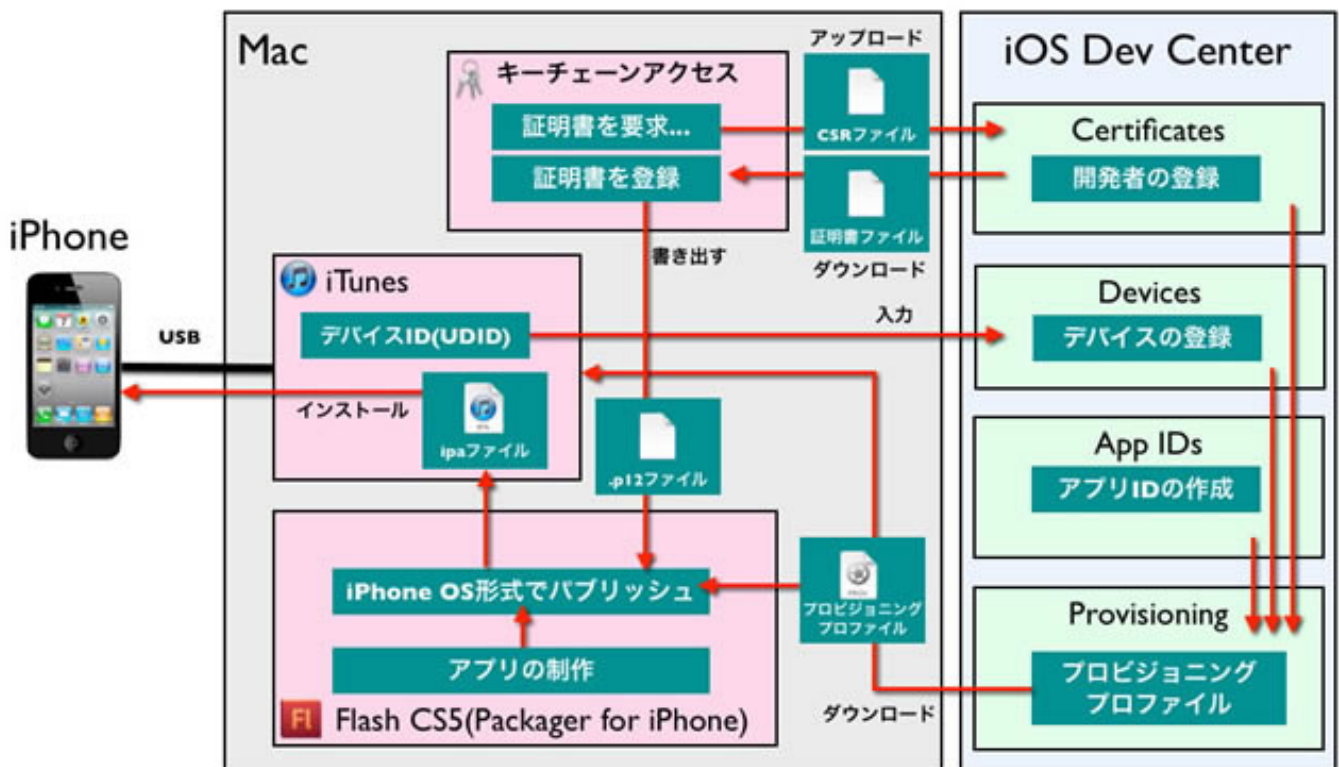 Mac
キーチェーンアクセス
証明書を要求...
証明書を登録
アップロード
CSRファイル
証明書ファイル
ダウンロード
書き出す
iOS Dev Center
Certificates
開発者の登録
Devices
デバイスの登録
App IDs
アプリIDの作成
Provisioning
プロビジョニング
プロファイル
iPhone
USB
iTunes
デバイスID(UDID)
入力
インストール
ipaファイル
.p12ファイル
iPhone OS形式でパブリッシュ
アプリの制作
Fl
Flash CS5(Packager for iPhone)
プロビジョニング
プロファイル
ダウンロード